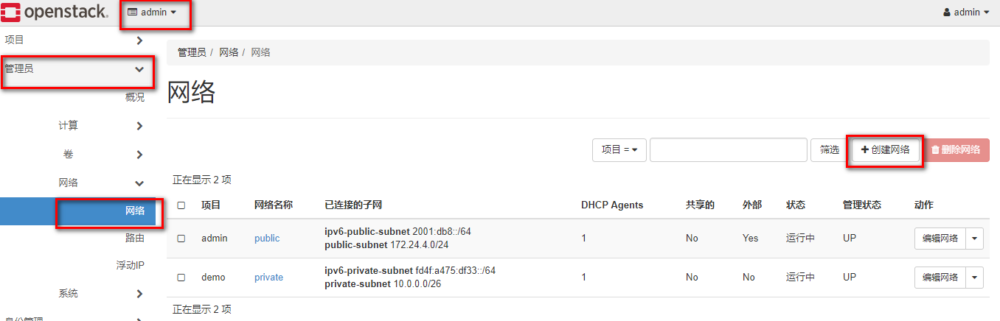 openstack. admin admin
项目
管理员
概况
计算
卷
网络
网络
路由
浮动IP
系统
身份管理
管理员 / 网络 / 网络
网络
项目 = 筛选 创建网络 删除网络
正在显示 2 项
项目 网络名称 已连接的子网 DHCP Agents 共享的 外部 状态 管理状态 动作
admin public ipv6-public-subnet 2001:db8::/64 1 No Yes 运行中 UP 编辑网络
public-subnet 172.24.4.0/24
demo private ipv6-private-subnet fd4f:a475:df33::/64 1 No No 运行中 UP 编辑网络
private-subnet 10.0.0.0/26
正在显示 2 项